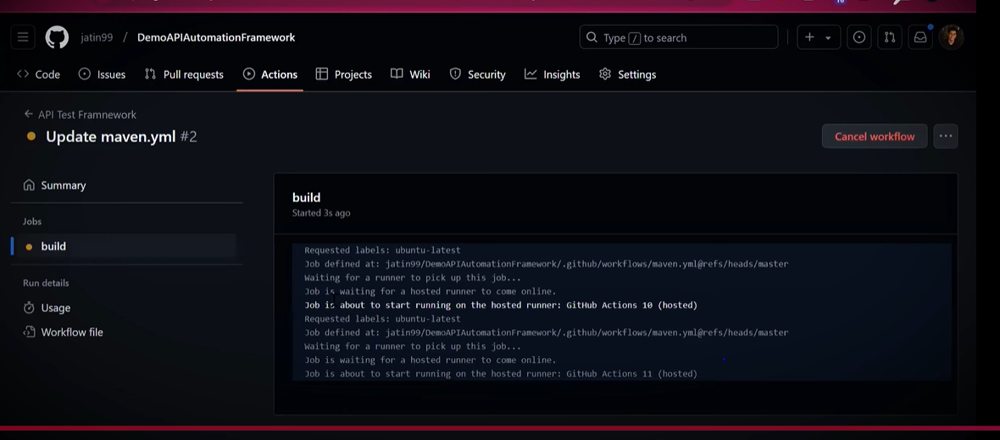 jatin99 / DemoAPIAutomationFramework
Type / to search
Code Issues Pull requests Actions Projects Wiki Security Insights Settings
API Test Framnework
Update maven.yml #2
Cancel workflow
Summary
Jobs
build
Run details
Usage
Workflow file
build
Started 3s ago
Requested labels: ubuntu-latest
Job defined at: jatin99/DemoAPIAutomationFramework/.github/workflows/maven.yml@refs/heads/master
Waiting for a runner to pick up this job...
Job is waiting for a hosted runner to come online.
Job is about to start running on the hosted runner: GitHub Actions 10 (hosted)
Requested labels: ubuntu-latest
Job defined at: jatin99/DemoAPIAutomationFramework/.github/workflows/maven.yml@refs/heads/master
Waiting for a runner to pick up this job...
Job is waiting for a hosted runner to come online.
Job is about to start running on the hosted runner: GitHub Actions 11 (hosted)